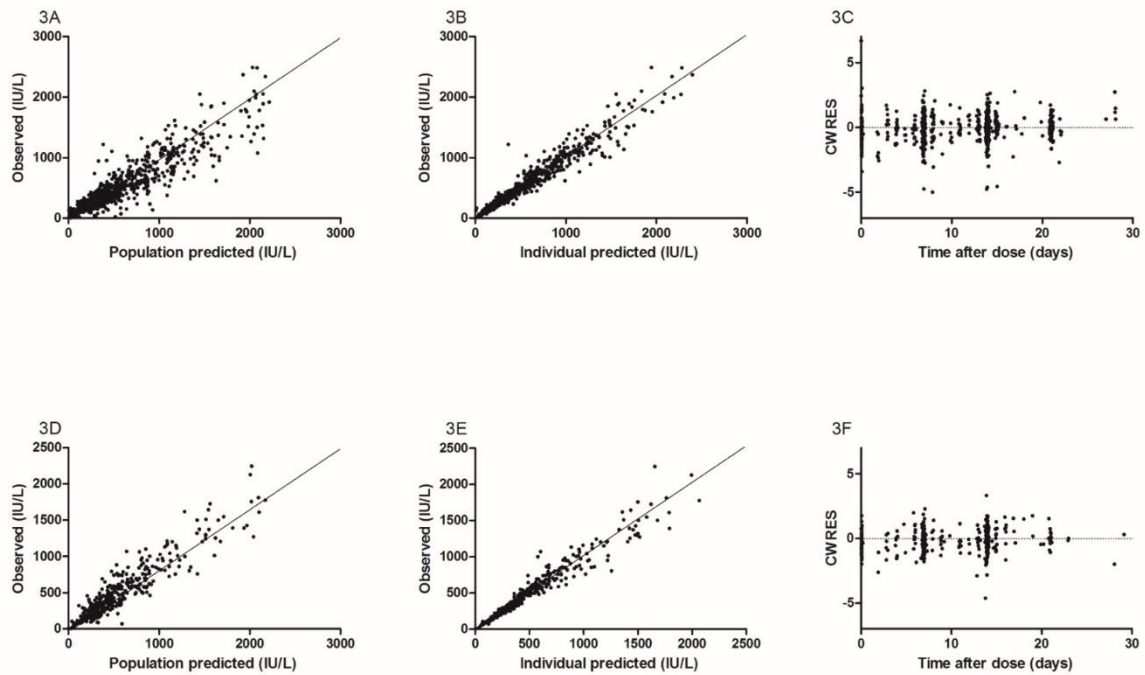 3A
3000
2000
1000
0
Observed (IU/L)
0 1000 2000 3000
Population predicted (IU/L)
3B
3000
2000
1000
0
Observed (IU/L)
0 1000 2000 3000
Individual predicted (IU/L)
3C
5
0
-5
CWRES
0 10 20 30
Time after dose (days)
3D
2500
2000
1500
1000
500
0
Observed (IU/L)
0 1000 2000 3000
Population predicted (IU/L)
3E
2500
2000
1500
1000
500
0
Observed (IU/L)
0 500 1000 1500 2000 2500
Individual predicted (IU/L)
3F
5
0
-5
CWRES
0 10 20 30
Time after dose (days)